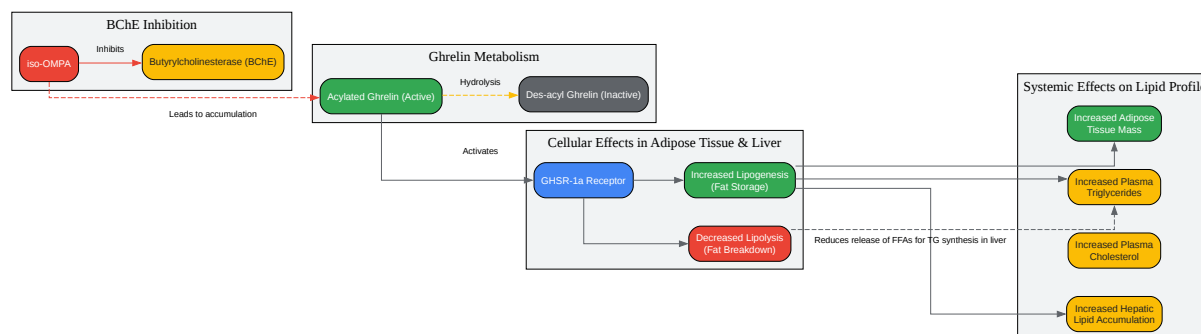 BChE Inhibition
iso-OMPA
Inhibits
Butyrylcholinesterase (BChE)
Leads to accumulation
Ghrelin Metabolism
Acylated Ghrelin (Active)
Hydrolysis
Des-acyl Ghrelin (Inactive)
Activates
Cellular Effects in Adipose Tissue & Liver
GHSR-1a Receptor
Increased Lipogenesis
(Fat Storage)
Decreased Lipolysis
(Fat Breakdown)
Reduces release of FFAs for TG synthesis in liver
Systemic Effects on Lipid Profile
Increased Adipose
Tissue Mass
Increased Plasma
Triglycerides
Increased Plasma
Cholesterol
Increased Hepatic
Lipid Accumulation